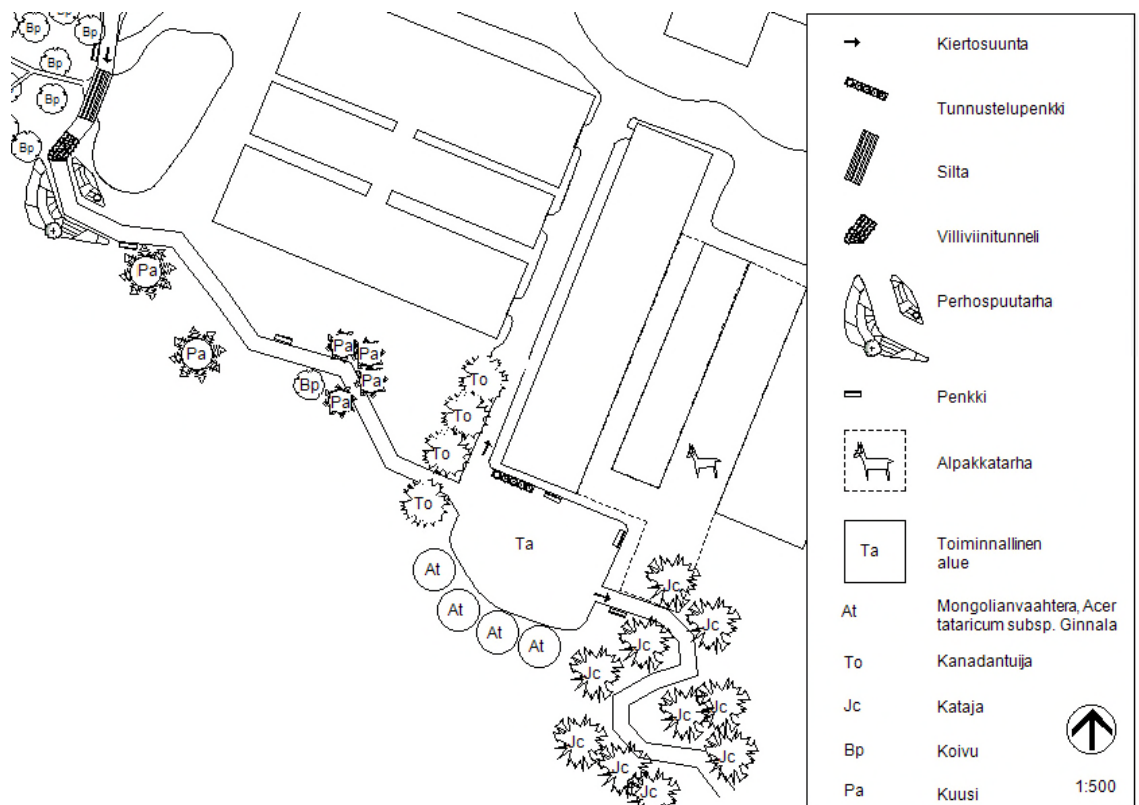 Bp
Bp
Bp
Bp
Bp
Bp
Pa
Pa
Pa
Pa
Pa
Pa
Bp
To
To
To
To
Ta
At
At
At
At
Jc
Jc
Jc
Jc
Jc
Jc
Jc
Jc
Jc
Jc
Kiertosuunta
Tunnustelupenkki
Silta
Villiviinitunneli
Perhospuutarha
Penkki
Alpakkatarha
Ta
Toiminnallinen
alue
At
Mongolianvaahtera, Acer
tataricum subsp. Ginnala
To
Kanadantuija
Jc
Kataja
Bp
Koivu
Pa
Kuusi
1:500